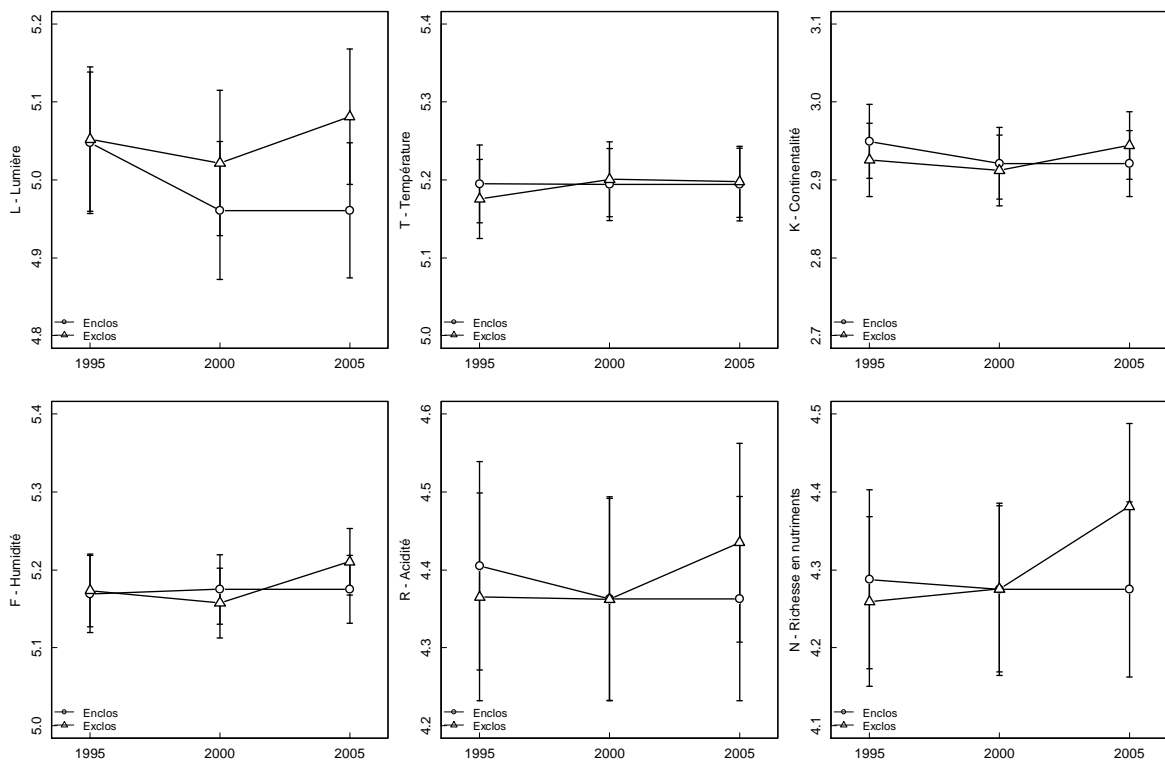 L - Lumière
5.2
5.1
5.0
4.9
4.8
Enclos
Exclos
1995 2000 2005
T - Température
5.4
5.3
5.2
5.1
5.0
Enclos
Exclos
1995 2000 2005
K - Continentalité
3.1
3.0
2.9
2.8
2.7
Enclos
Exclos
1995 2000 2005
F - Humidité
5.4
5.3
5.2
5.1
5.0
Enclos
Exclos
1995 2000 2005
R - Acidité
4.6
4.5
4.4
4.3
4.2
Enclos
Exclos
1995 2000 2005
N - Richesse en nutriments
4.5
4.4
4.3
4.2
4.1
Enclos
Exclos
1995 2000 2005